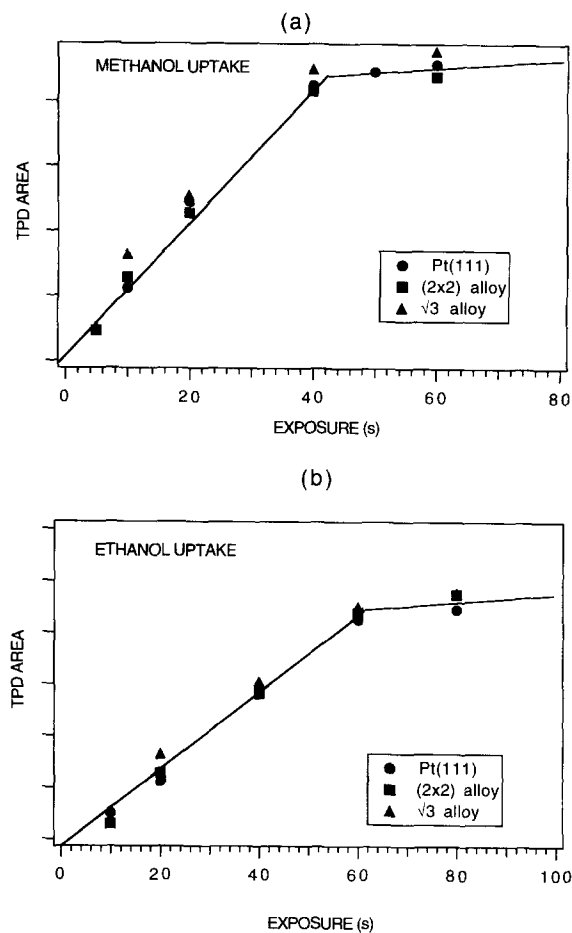 (a)
METHANOL UPTAKE
TPD AREA
Pt(111)
(2x2) alloy
√3 alloy
0 20 40 60 80
EXPOSURE (s)
(b)
ETHANOL UPTAKE
TPD AREA
Pt(111)
(2x2) alloy
√3 alloy
0 20 40 60 80 100
EXPOSURE (s)